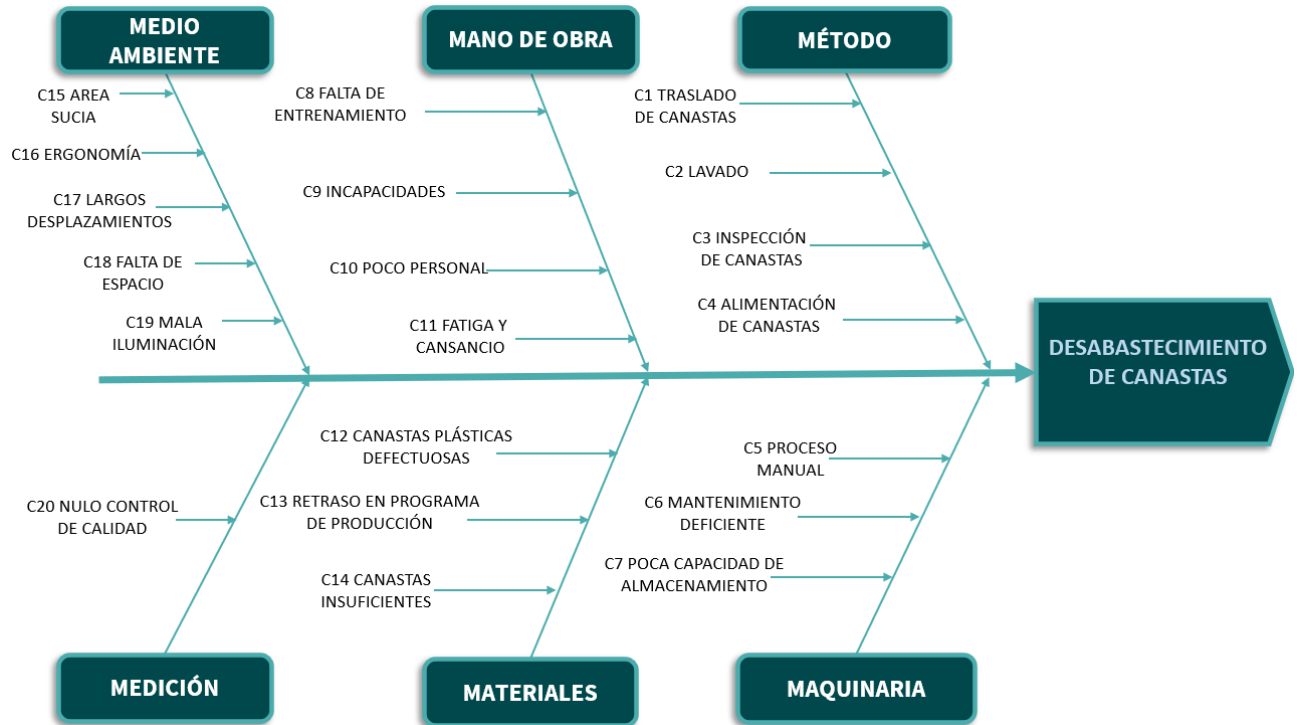 MEDIO
AMBIENTE
MANO DE OBRA
MÉTODO
C15 AREA
SUCIA
C16 ERGONOMÍA
C17 LARGOS
DESPLAZAMIENTOS
C18 FALTA DE
ESPACIO
C19 MALA
ILUMINACIÓN
C8 FALTA DE
ENTRENAMIENTO
C9 INCAPACIDADES
C10 POCO PERSONAL
C11 FATIGA Y
CANSANCIO
C1 TRASLADO
DE CANASTAS
C2 LAVADO
C3 INSPECCIÓN
DE CANASTAS
C4 ALIMENTACIÓN
DE CANASTAS
DESABASTECIMIENTO
DE CANASTAS
C20 NULO CONTROL
DE CALIDAD
C12 CANASTAS PLÁSTICAS
DEFECTUOSAS
C13 RETRASO EN PROGRAMA
DE PRODUCCIÓN
C14 CANASTAS
INSUFICIENTES
C5 PROCESO
MANUAL
C6 MANTENIMIENTO
DEFICIENTE
C7 POCA CAPACIDAD DE
ALMACENAMIENTO
MEDICIÓN
MATERIALES
MAQUINARIA